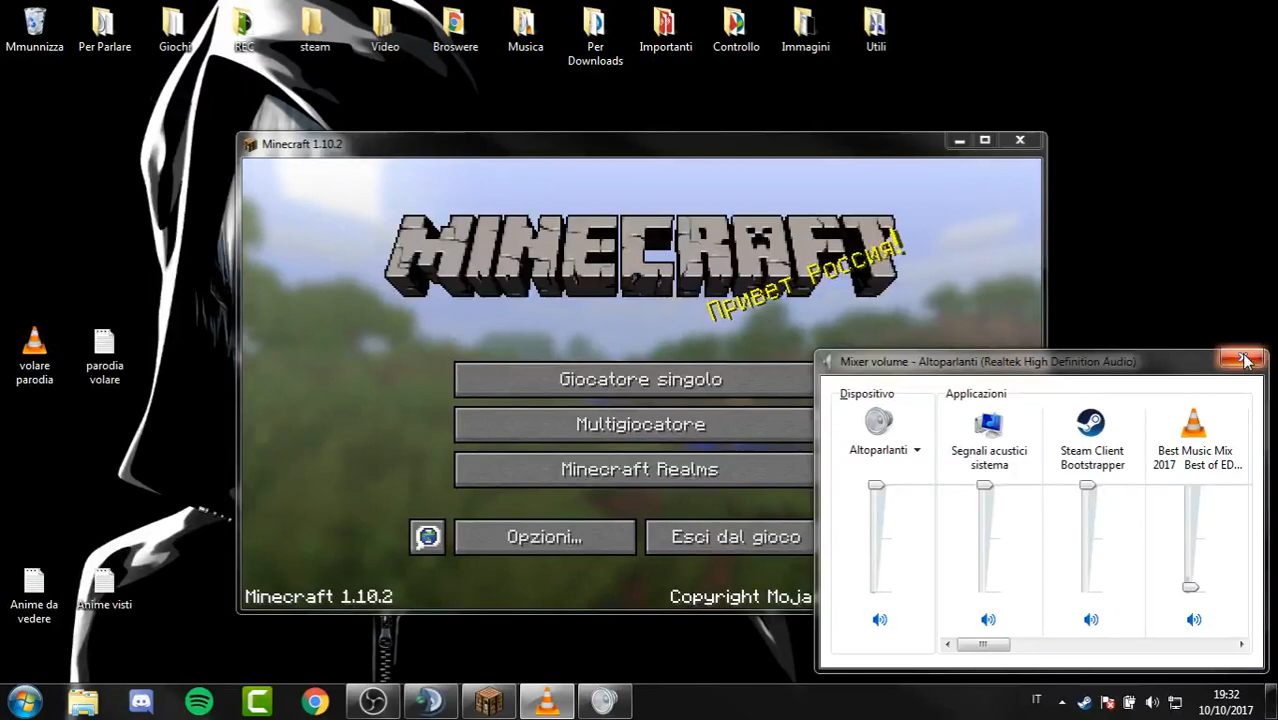 Mmunnizza
Per Parlare
Giochi
REC
steam
Video
Broswere
Musica
Per
Downloads
Importanti
Controllo
Immagini
Utili
Minecraft 1.10.2
MINECRAFT
Привет Россия!
volare
parodia
parodia
volare
Giocatore singolo
Multigiocatore
Minecraft Realms
Opzioni...
Esci dal gioco
Minecraft 1.10.2
Copyright Moja
Anime da
vedere
Anime visti
Mixer volume - Altoparlanti (Realtek High Definition Audio)
Dispositivo
Applicazioni
Altoparlanti
Segnali acustici
sistema
Steam Client
Bootstrapper
Best Music Mix
2017 Best of ED...
IT
19:32
10/10/2017